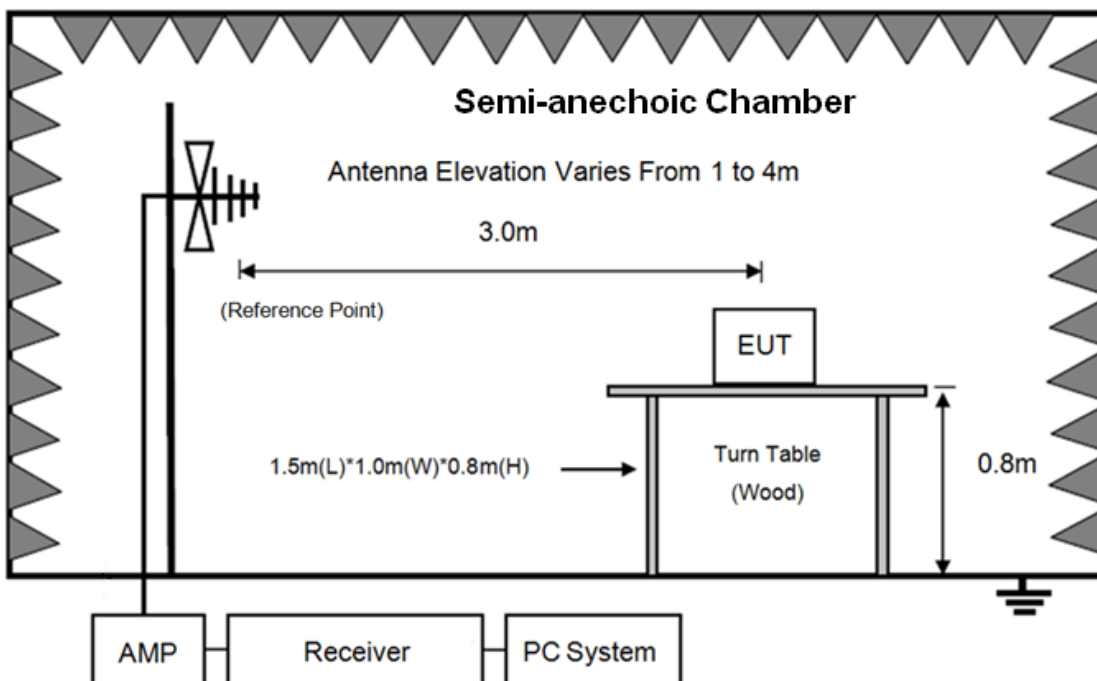 Semi-anechoic Chamber
Antenna Elevation Varies From 1 to 4m
3.0m
(Reference Point)
EUT
1.5m(L)*1.0m(W)*0.8m(H)
Turn Table
(Wood)
0.8m
AMP
Receiver
PC System